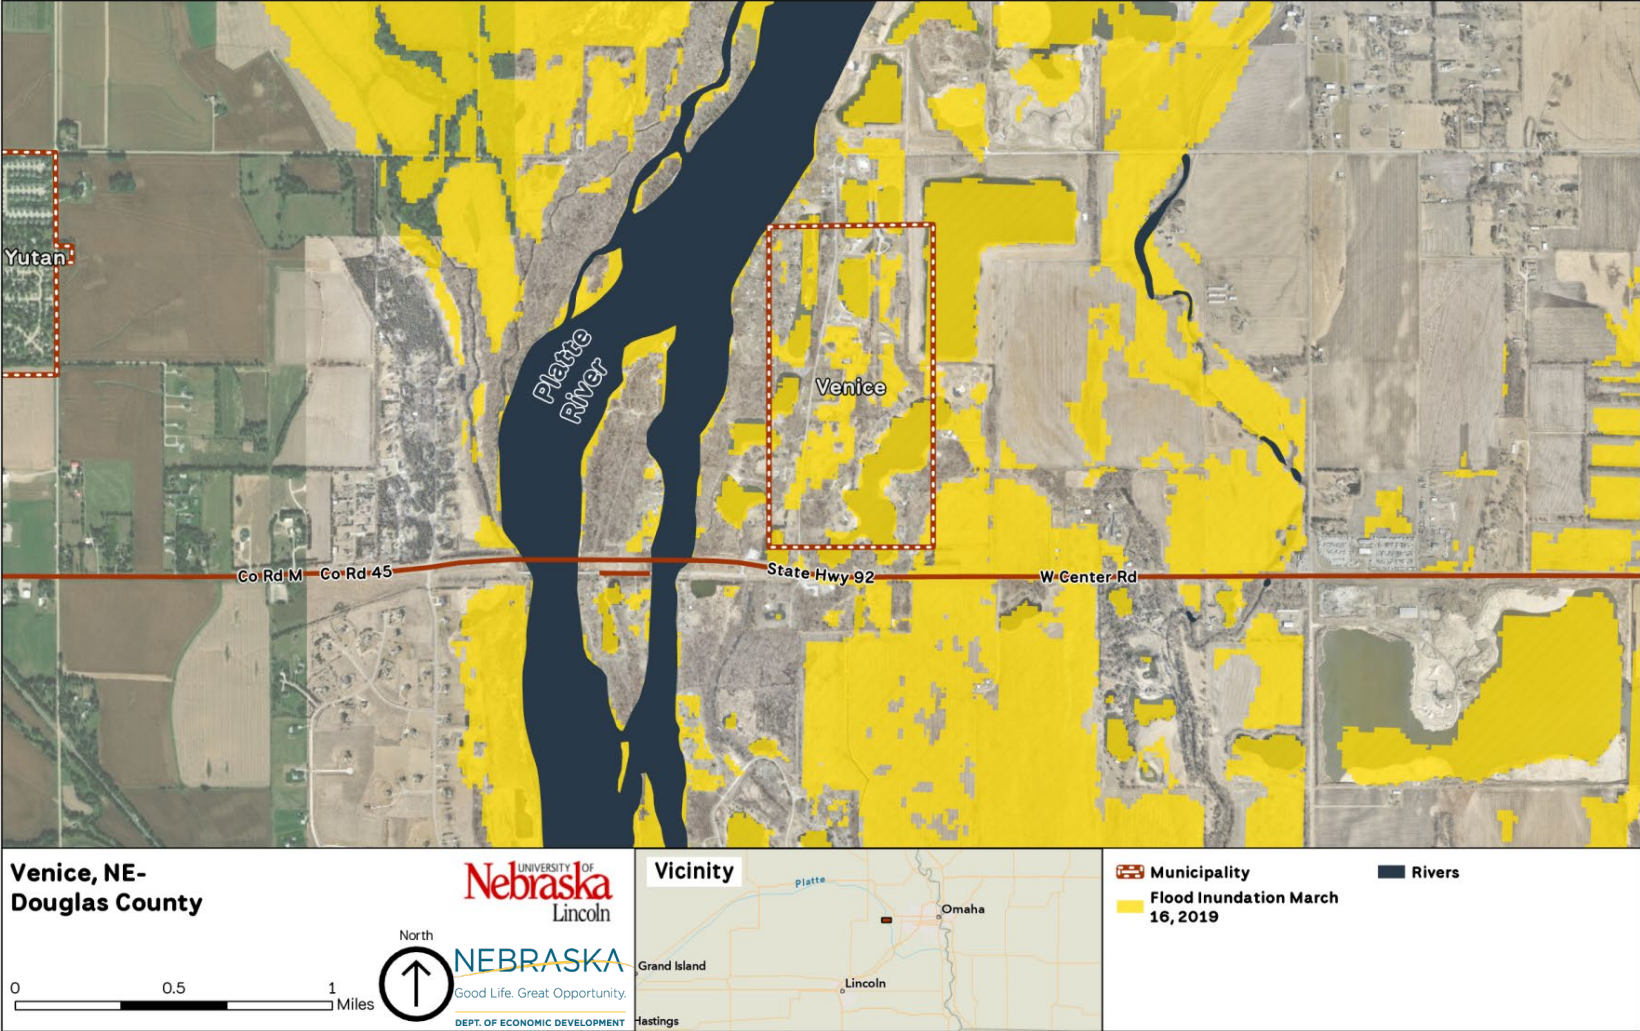 Yutan
Platte
River
Venice
Co Rd M
Co Rd 45
State Hwy 92
W Center Rd
Venice, NE-
Douglas County
0 0.5 1
Miles
North
UNIVERSITY OF
Nebraska
Lincoln
NEBRASKA
Good Life. Great Opportunity.
DEPT. OF ECONOMIC DEVELOPMENT
Vicinity
Platte
Omaha
Grand Island
Lincoln
Hastings
Municipality
Flood Inundation March
16, 2019
Rivers